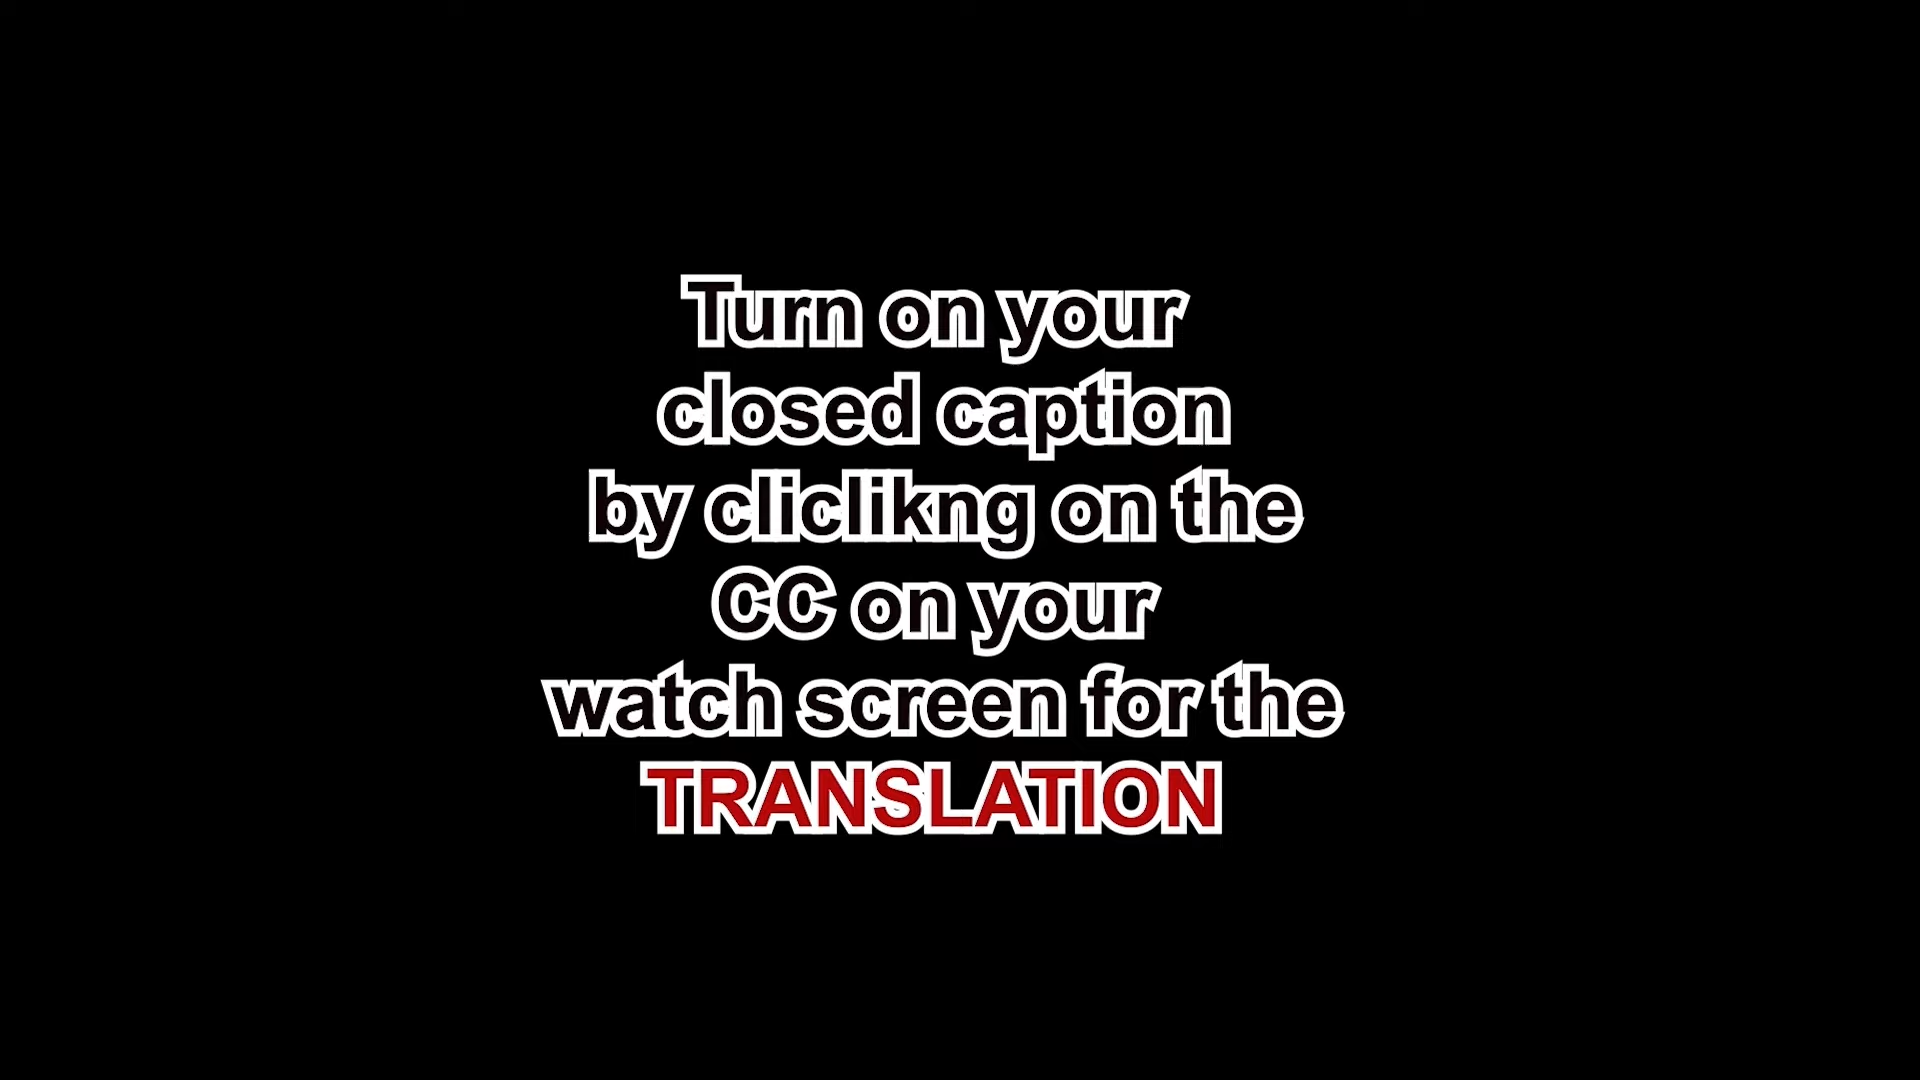 Turn on your
closed caption
by cliclikng on the
CC on your
watch screen for the
TRANSLATION